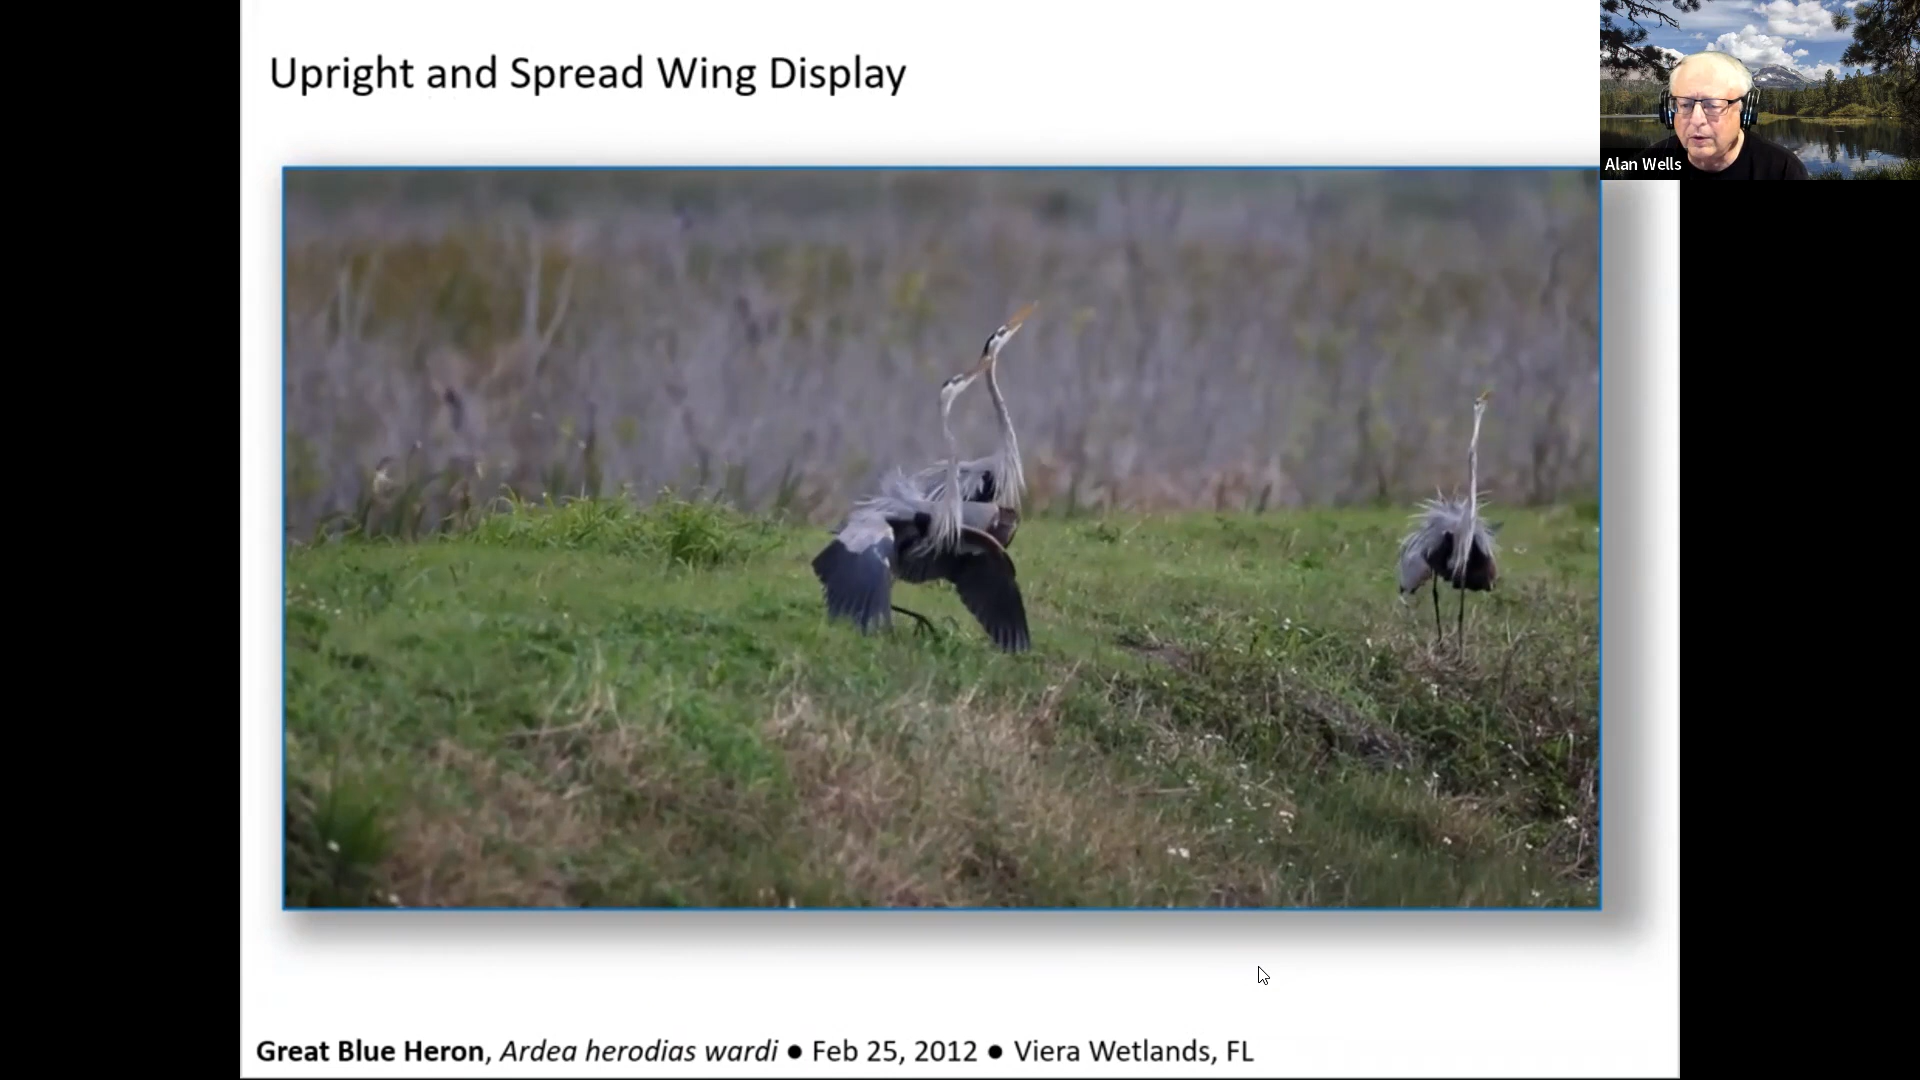 Upright and Spread Wing Display
Alan Wells
Great Blue Heron, Ardea herodias wardi ● Feb 25, 2012 ● Viera Wetlands, FL